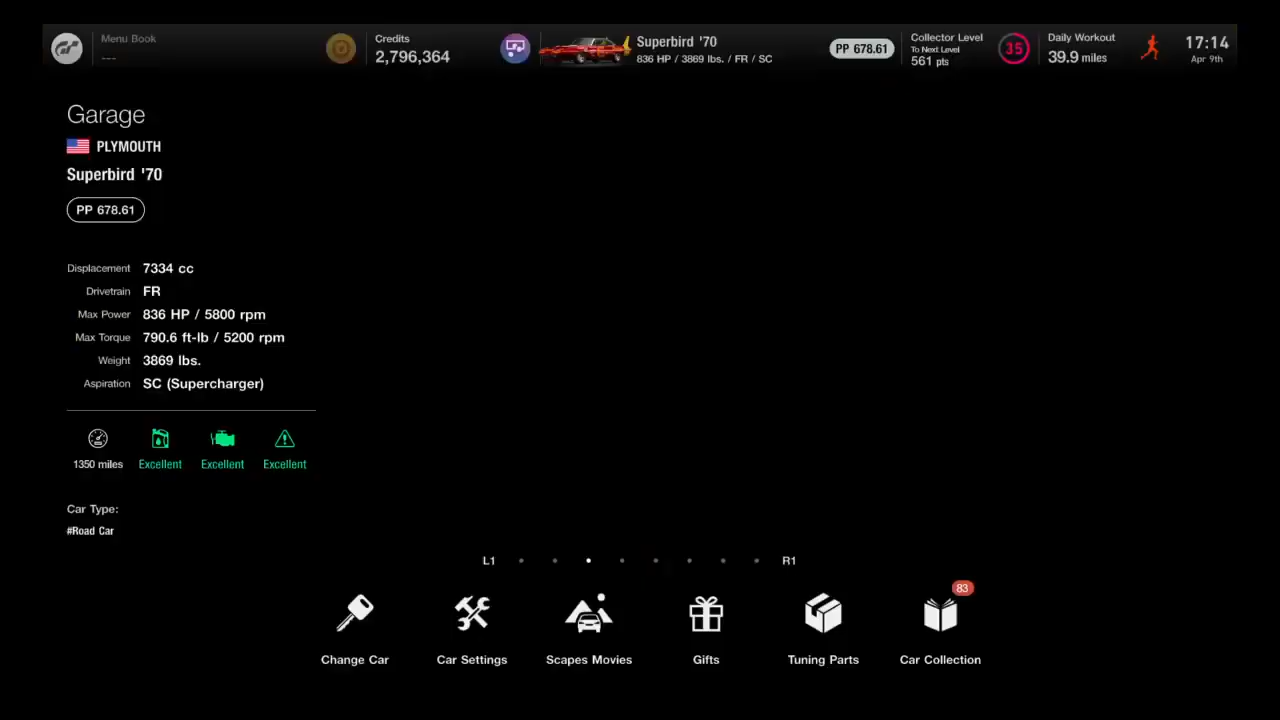 Menu Book
---
Credits
2,796,364
Superbird '70
836 HP / 3869 lbs. / FR / SC
PP 678.61
Collector Level
To Next Level
561 pts
35
Daily Workout
39.9 miles
17:14
Apr 9th
Garage
PLYMOUTH
Superbird '70
PP 678.61
Displacement 7334 cc
Drivetrain FR
Max Power 836 HP / 5800 rpm
Max Torque 790.6 ft-lb / 5200 rpm
Weight 3869 lbs.
Aspiration SC (Supercharger)
1350 miles Excellent Excellent Excellent
Car Type:
#Road Car
L1 R1
83
Change Car Car Settings Scapes Movies Gifts Tuning Parts Car Collection